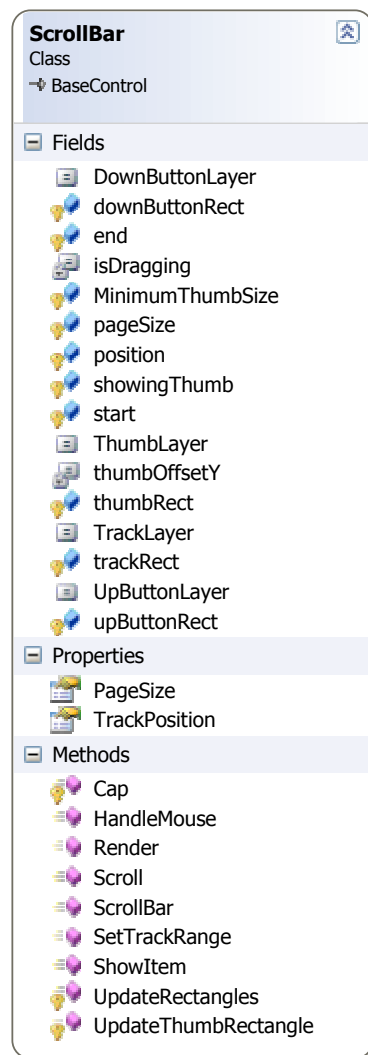 ScrollBar
Class
BaseControl
Fields
DownButtonLayer
downButtonRect
end
isDragging
MinimumThumbSize
pageSize
position
showingThumb
start
ThumbLayer
thumbOffsetY
thumbRect
TrackLayer
trackRect
UpButtonLayer
upButtonRect
Properties
PageSize
TrackPosition
Methods
Cap
HandleMouse
Render
Scroll
ScrollBar
SetTrackRange
ShowItem
UpdateRectangles
UpdateThumbRectangle